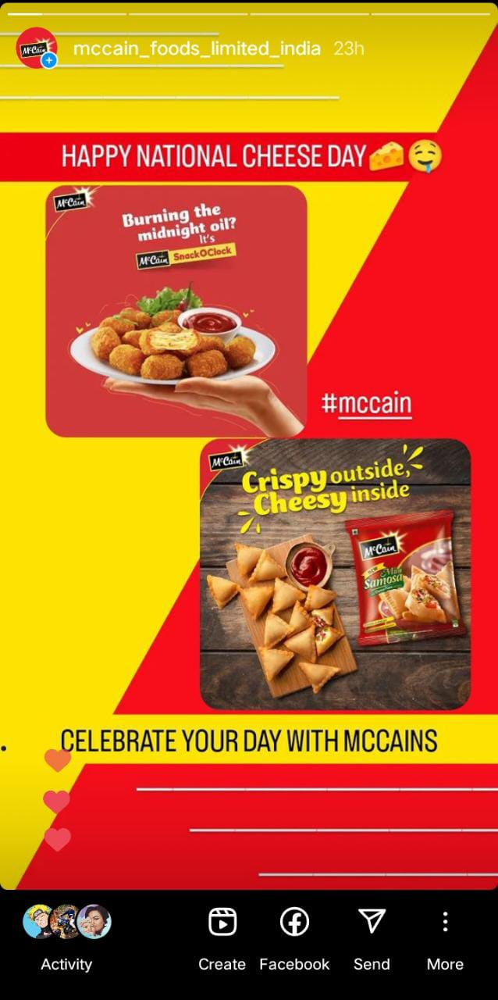 mccain_foods_limited_india 23h
HAPPY NATIONAL CHEESE DAY🧀🤤
McCain
Burning the
midnight oil?
It's
McCain SnackOClock
#mccain
McCain
Crispy outside,
Cheesy inside
McCain
NEW
Mini
Samosa
CELEBRATE YOUR DAY WITH MCCAINS
Activity
Create
Facebook
Send
More